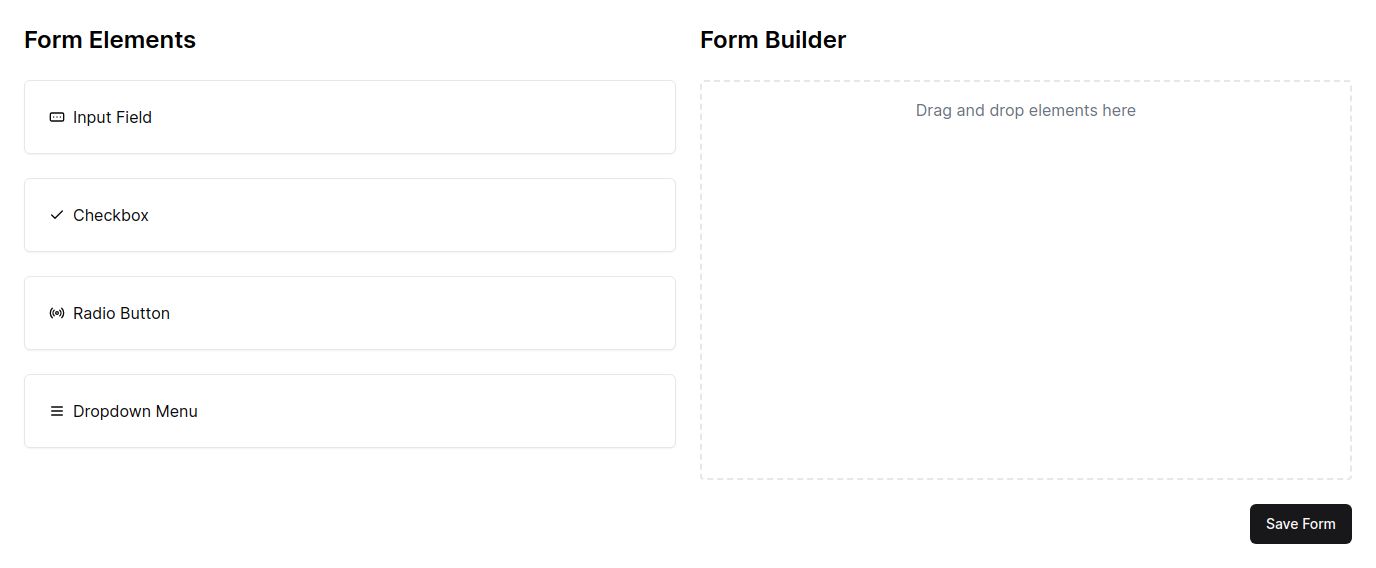 Form Elements
Input Field
Checkbox
Radio Button
Dropdown Menu
Form Builder
Drag and drop elements here
Save Form